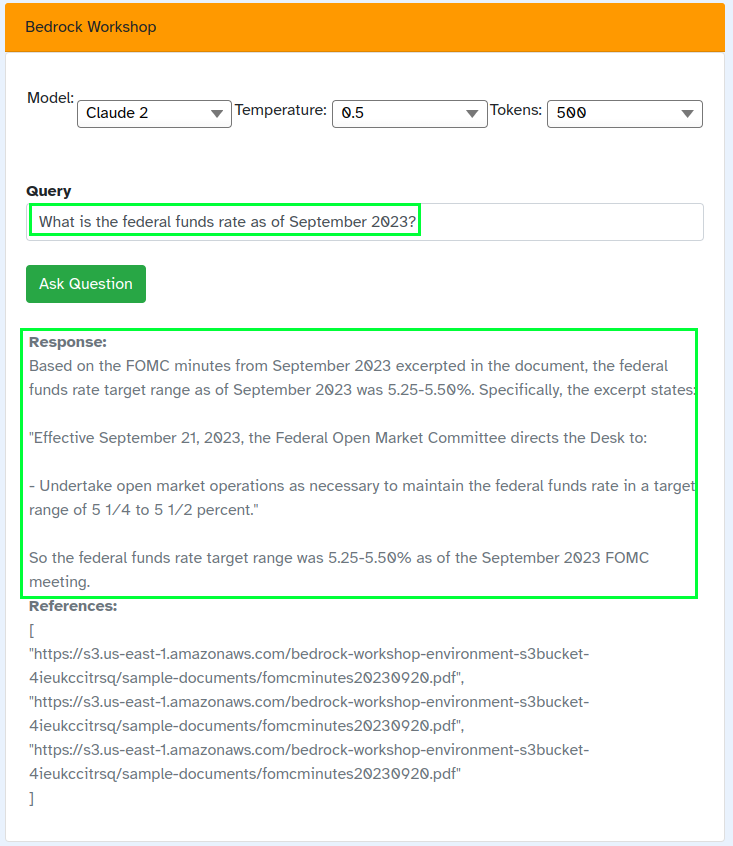 Bedrock Workshop
Model: Claude 2 Temperature: 0.5 Tokens: 500
Query
What is the federal funds rate as of September 2023?
Ask Question
Response:
Based on the FOMC minutes from September 2023 excerpted in the document, the federal
funds rate target range as of September 2023 was 5.25-5.50%. Specifically, the excerpt states:
"Effective September 21, 2023, the Federal Open Market Committee directs the Desk to:
- Undertake open market operations as necessary to maintain the federal funds rate in a target
range of 5 1/4 to 5 1/2 percent."
So the federal funds rate target range was 5.25-5.50% as of the September 2023 FOMC
meeting.
References:
[
"https://s3.us-east-1.amazonaws.com/bedrock-workshop-environment-s3bucket-
4ieukccitrsq/sample-documents/fomcminutes20230920.pdf",
"https://s3.us-east-1.amazonaws.com/bedrock-workshop-environment-s3bucket-
4ieukccitrsq/sample-documents/fomcminutes20230920.pdf",
"https://s3.us-east-1.amazonaws.com/bedrock-workshop-environment-s3bucket-
4ieukccitrsq/sample-documents/fomcminutes20230920.pdf"
]